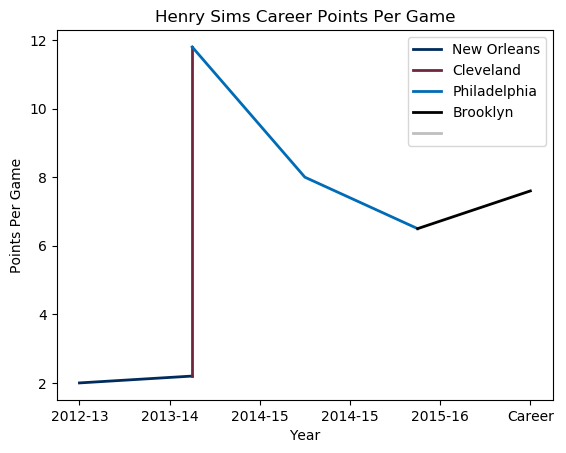 Henry Sims Career Points Per Game
12
10
8
6
4
2
Points Per Game
New Orleans
Cleveland
Philadelphia
Brooklyn
2012-13 2013-14 2014-15 2014-15 2015-16 Career
Year